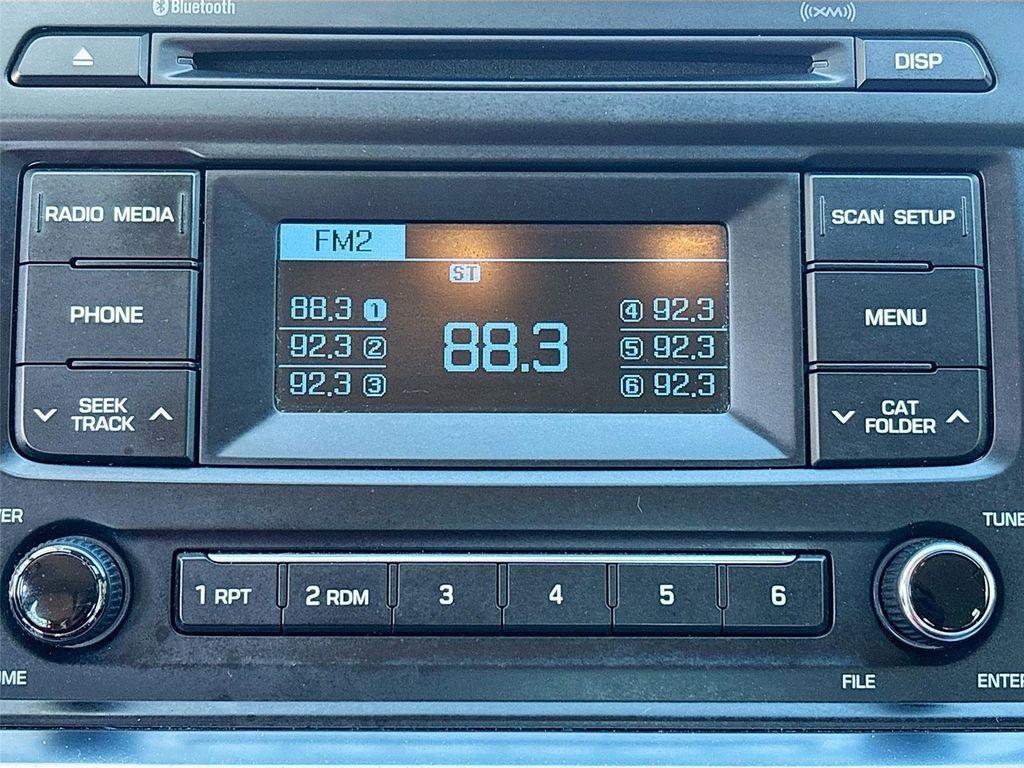 Bluetooth
((XM))
DISP
RADIO MEDIA
SCAN SETUP
FM2
ST
PHONE
MENU
88.3 1
92.3 2
92.3 3
88.3
4 92.3
5 92.3
6 92.3
SEEK
TRACK
CAT
FOLDER
TUNE
1 RPT
2 RDM
3
4
5
6
FILE
ENTER